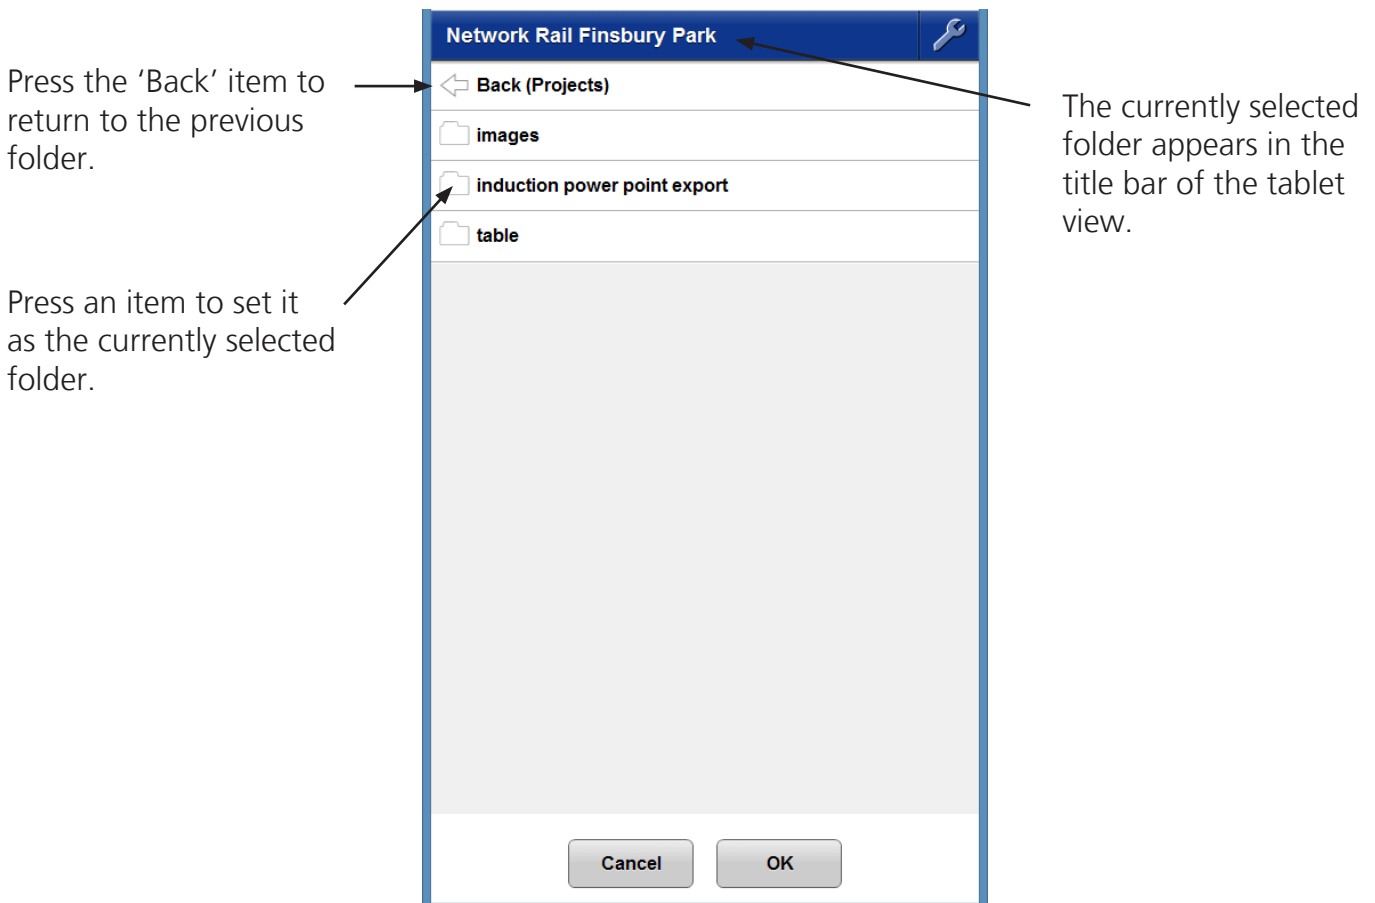 Press the ‘Back’ item to
return to the previous
folder.
Press an item to set it
as the currently selected
folder.
Network Rail Finsbury Park
Back (Projects)
images
induction power point export
table
Cancel
OK
The currently selected
folder appears in the
title bar of the tablet
view.